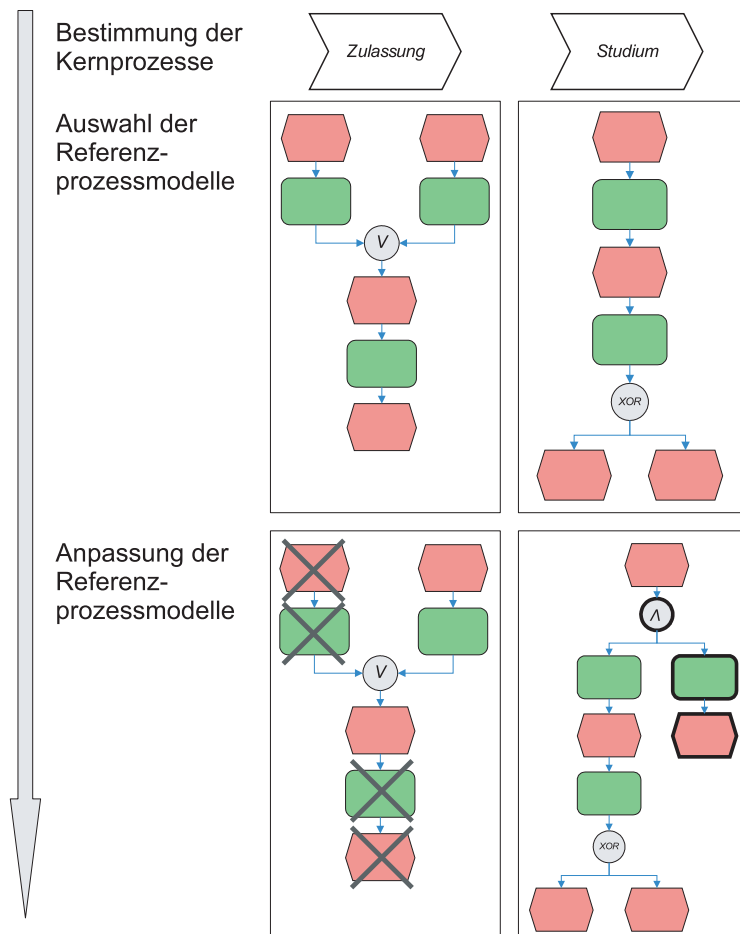 Bestimmung der
Kernprozesse
Zulassung
Studium
Auswahl der
Referenz-
prozessmodelle
V
XOR
Anpassung der
Referenz-
prozessmodelle
Λ
V
XOR